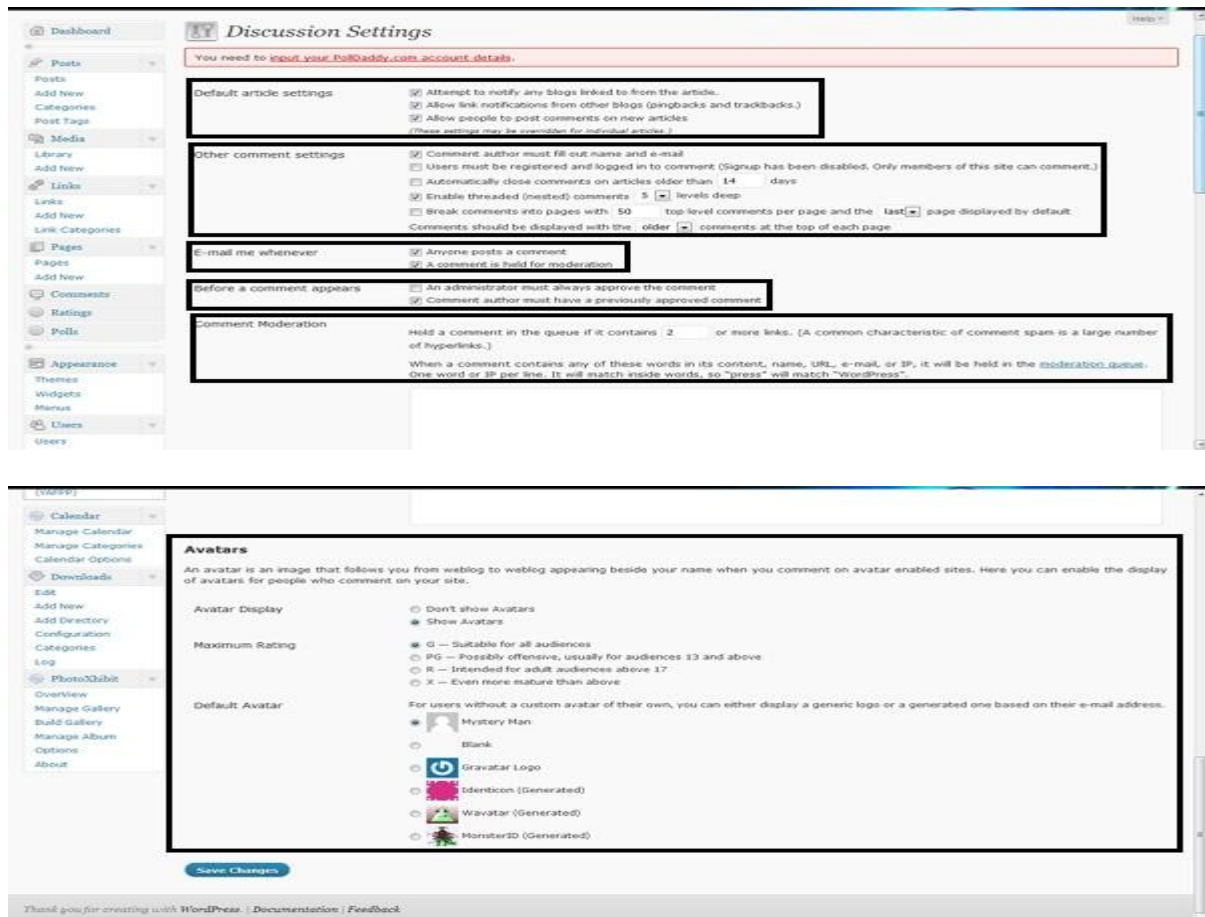 Help
Dashboard
Discussion Settings
You need to input your PollDaddy.com account details.
Posts
Posts
Add New
Categories
Post Tags
Media
Library
Add New
Links
Links
Add New
Link Categories
Pages
Pages
Add New
Comments
Ratings
Polls
Appearance
Themes
Widgets
Menus
Users
Users
Default article settings
Attempt to notify any blogs linked to from the article.
Allow link notifications from other blogs (pingbacks and trackbacks.)
Allow people to post comments on new articles
(These settings may be overridden for individual articles.)
Other comment settings
Comment author must fill out name and e-mail
Users must be registered and logged in to comment (Signup has been disabled. Only members of this site can comment.)
Automatically close comments on articles older than 14 days
Enable threaded (nested) comments 5 levels deep
Break comments into pages with 50 top level comments per page and the last page displayed by default
Comments should be displayed with the older comments at the top of each page
E-mail me whenever
Anyone posts a comment
A comment is held for moderation
Before a comment appears
An administrator must always approve the comment
Comment author must have a previously approved comment
Comment Moderation
Hold a comment in the queue if it contains 2 or more links. (A common characteristic of comment spam is a large number
of hyperlinks.)
When a comment contains any of these words in its content, name, URL, e-mail, or IP, it will be held in the moderation queue.
One word or IP per line. It will match inside words, so "press" will match "WordPress".
(YARPP)
Calendar
Manage Calendar
Manage Categories
Calendar Options
Downloads
Edit
Add New
Add Directory
Configuration
Categories
Log
PhotoXhibit
OverView
Manage Gallery
Build Gallery
Manage Album
Options
About
Avatars
An avatar is an image that follows you from weblog to weblog appearing beside your name when you comment on avatar enabled sites. Here you can enable the display
of avatars for people who comment on your site.
Avatar Display
Don't show Avatars
Show Avatars
Maximum Rating
G — Suitable for all audiences
PG — Possibly offensive, usually for audiences 13 and above
R — Intended for adult audiences above 17
X — Even more mature than above
Default Avatar
For users without a custom avatar of their own, you can either display a generic logo or a generated one based on their e-mail address.
Mystery Man
Blank
Gravatar Logo
Identicon (Generated)
Wavatar (Generated)
MonsterID (Generated)
Save Changes
Thank you for creating with WordPress. | Documentation | Feedback